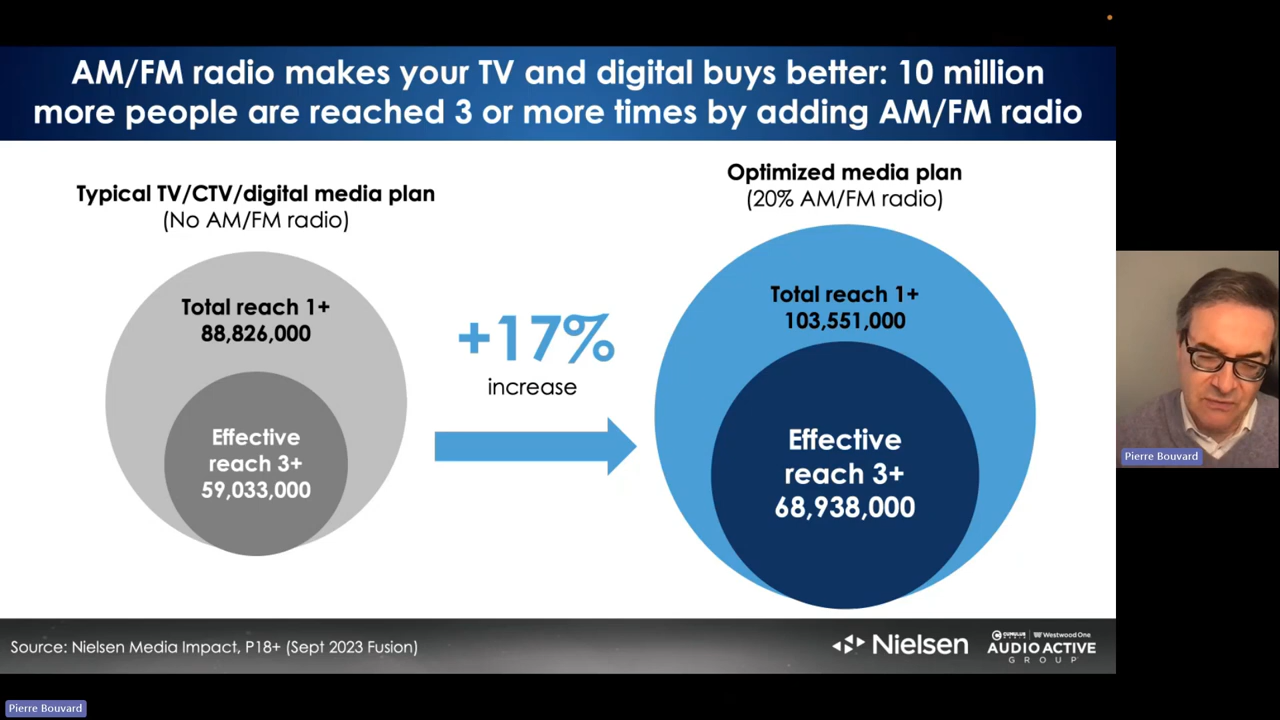 AM/FM radio makes your TV and digital buys better: 10 million
more people are reached 3 or more times by adding AM/FM radio
Typical TV/CTV/digital media plan
(No AM/FM radio)
Total reach 1+
88,826,000
Effective
reach 3+
59,033,000
+17%
increase
Optimized media plan
(20% AM/FM radio)
Total reach 1+
103,551,000
Effective
reach 3+
68,938,000
Source: Nielsen Media Impact, P18+ (Sept 2023 Fusion)
Nielsen
CUMULUS MEDIA | Westwood One
AUDIO ACTIVE
GROUP
Pierre Bouvard
Pierre Bouvard